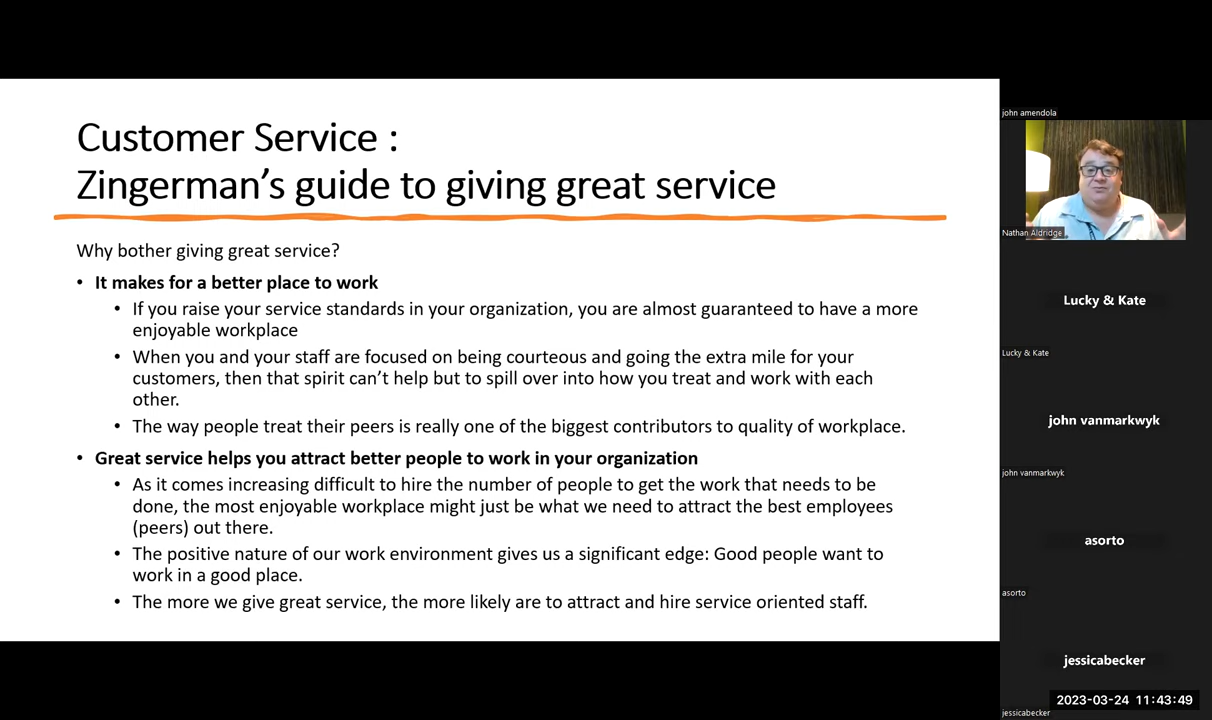 Customer Service :
Zingerman's guide to giving great service
Why bother giving great service?
• It makes for a better place to work
• If you raise your service standards in your organization, you are almost guaranteed to have a more
enjoyable workplace
• When you and your staff are focused on being courteous and going the extra mile for your
customers, then that spirit can't help but to spill over into how you treat and work with each
other.
• The way people treat their peers is really one of the biggest contributors to quality of workplace.
• Great service helps you attract better people to work in your organization
• As it comes increasing difficult to hire the number of people to get the work that needs to be
done, the most enjoyable workplace might just be what we need to attract the best employees
(peers) out there.
• The positive nature of our work environment gives us a significant edge: Good people want to
work in a good place.
• The more we give great service, the more likely are to attract and hire service oriented staff.
john amendola
Nathan Aldridge
Lucky & Kate
Lucky & Kate
john vanmarkwyk
john vanmarkwyk
asorto
asorto
jessicabecker
2023-03-24 11:43:49
jessicabecker